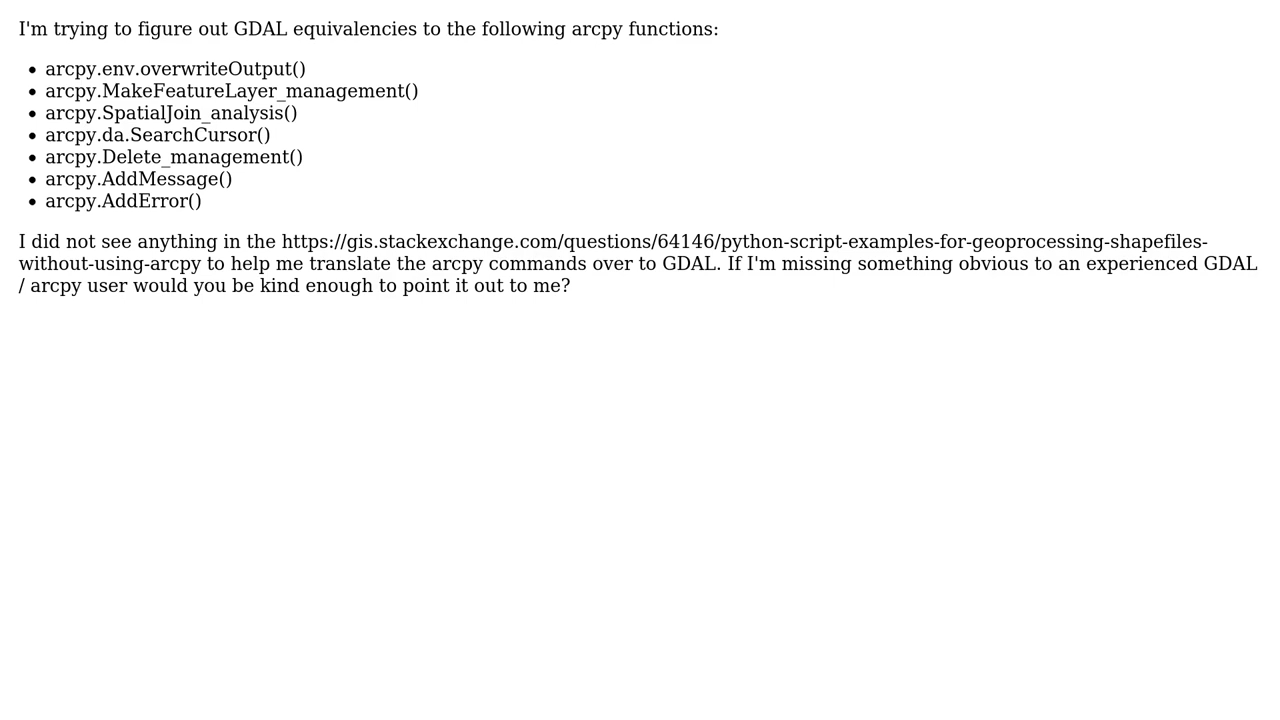 I'm trying to figure out GDAL equivalencies to the following arcpy functions:
• arcpy.env.overwriteOutput()
• arcpy.MakeFeatureLayer_management()
• arcpy.SpatialJoin_analysis()
• arcpy.da.SearchCursor()
• arcpy.Delete_management()
• arcpy.AddMessage()
• arcpy.AddError()
I did not see anything in the https://gis.stackexchange.com/questions/64146/python-script-examples-for-geoprocessing-shapefiles-
without-using-arcpy to help me translate the arcpy commands over to GDAL. If I'm missing something obvious to an experienced GDAL
/ arcpy user would you be kind enough to point it out to me?